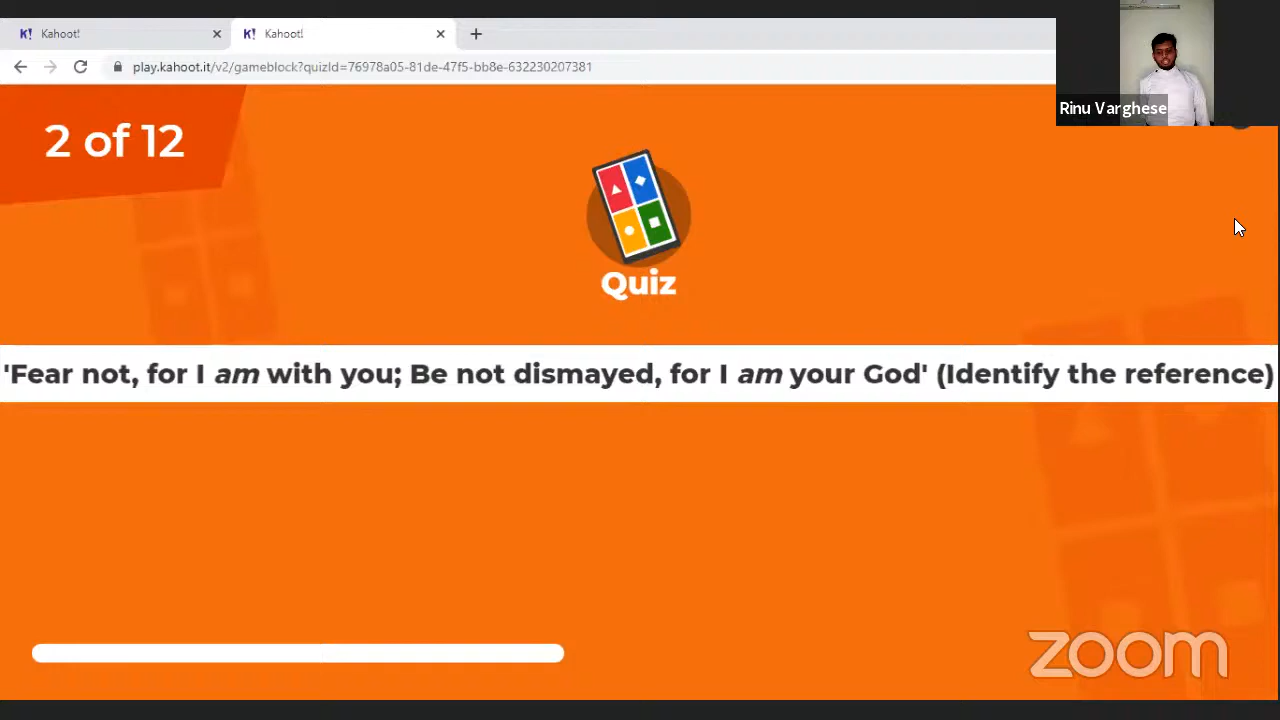 K! Kahoot!
K! Kahoot!
play.kahoot.it/v2/gameblock?quizId=76978a05-81de-47f5-bb8e-632230207381
Rinu Varghese
2 of 12
Quiz
'Fear not, for I am with you; Be not dismayed, for I am your God' (Identify the reference)
zoom